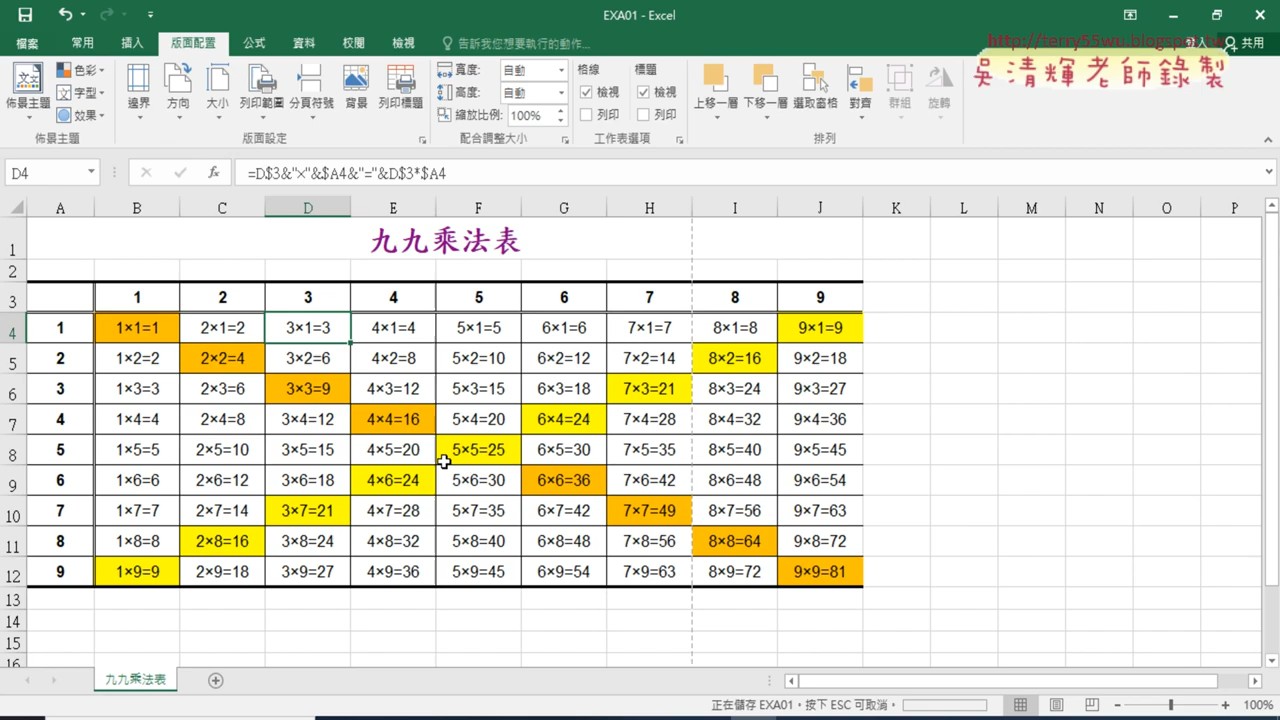 EXA01 - Excel
http://terry55wu.blogspot.tw
吳清輝老師錄製
檔案 常用 插入 版面配置 公式 資料 校閱 檢視 告訴我您想要執行的動作... 登入 共用
佈景主題 色彩 字型 效果 邊界 方向 大小 列印範圍 分頁符號 背景 列印標題 寬度: 自動 高度: 自動 縮放比例: 100% 格線 檢視 列印 標題 檢視 列印 上移一層 下移一層 選取窗格 對齊 群組 旋轉
佈景主題 版面設定 配合調整大小 工作表選項 排列
D4 fx =D$3&"×"&$A4&"="&D$3*$A4
A B C D E F G H I J K L M N O P
1 九九乘法表
2
3 1 2 3 4 5 6 7 8 9
4 1 1×1=1 2×1=2 3×1=3 4×1=4 5×1=5 6×1=6 7×1=7 8×1=8 9×1=9
5 2 1×2=2 2×2=4 3×2=6 4×2=8 5×2=10 6×2=12 7×2=14 8×2=16 9×2=18
6 3 1×3=3 2×3=6 3×3=9 4×3=12 5×3=15 6×3=18 7×3=21 8×3=24 9×3=27
7 4 1×4=4 2×4=8 3×4=12 4×4=16 5×4=20 6×4=24 7×4=28 8×4=32 9×4=36
8 5 1×5=5 2×5=10 3×5=15 4×5=20 5×5=25 6×5=30 7×5=35 8×5=40 9×5=45
9 6 1×6=6 2×6=12 3×6=18 4×6=24 5×6=30 6×6=36 7×6=42 8×6=48 9×6=54
10 7 1×7=7 2×7=14 3×7=21 4×7=28 5×7=35 6×7=42 7×7=49 8×7=56 9×7=63
11 8 1×8=8 2×8=16 3×8=24 4×8=32 5×8=40 6×8=48 7×8=56 8×8=64 9×8=72
12 9 1×9=9 2×9=18 3×9=27 4×9=36 5×9=45 6×9=54 7×9=63 8×9=72 9×9=81
13
14
15
16
九九乘法表
正在儲存 EXA01，按下 ESC 可取消。 100%